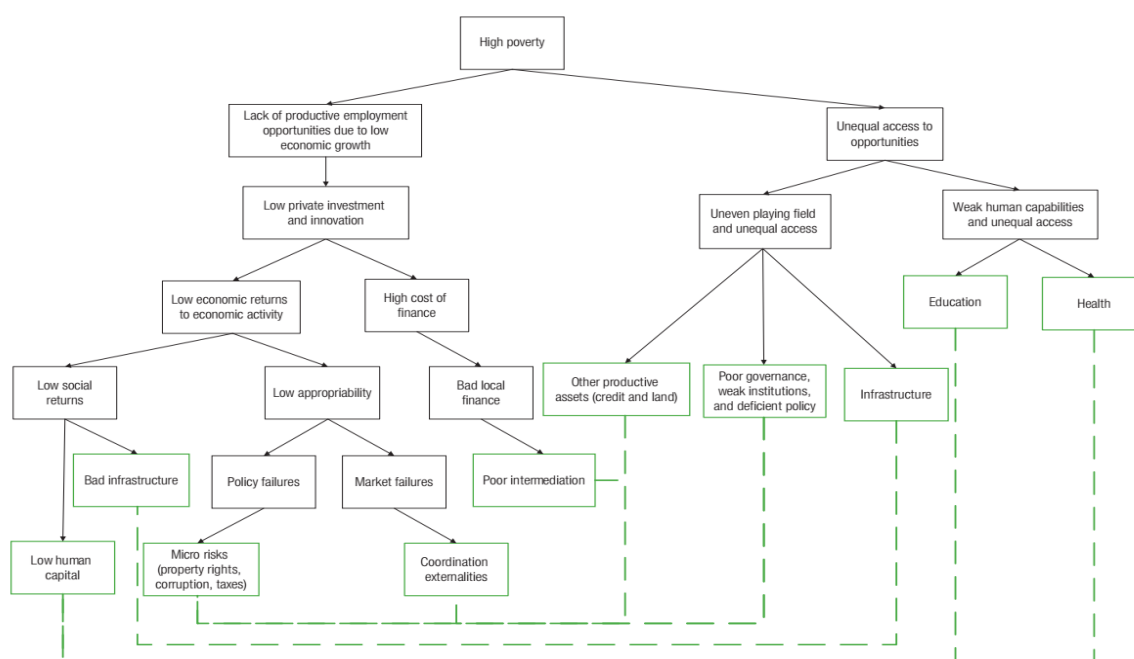 High poverty
Lack of productive employment
opportunities due to low
economic growth
Unequal access to
opportunities
Low private investment
and innovation
Uneven playing field
and unequal access
Weak human capabilities
and unequal access
Low economic returns
to economic activity
High cost of
finance
Education
Health
Low social
returns
Low appropriability
Bad local
finance
Other productive
assets (credit and land)
Poor governance,
weak institutions,
and deficient policy
Infrastructure
Bad infrastructure
Policy failures
Market failures
Poor intermediation
Low human
capital
Micro risks
(property rights,
corruption, taxes)
Coordination
externalities